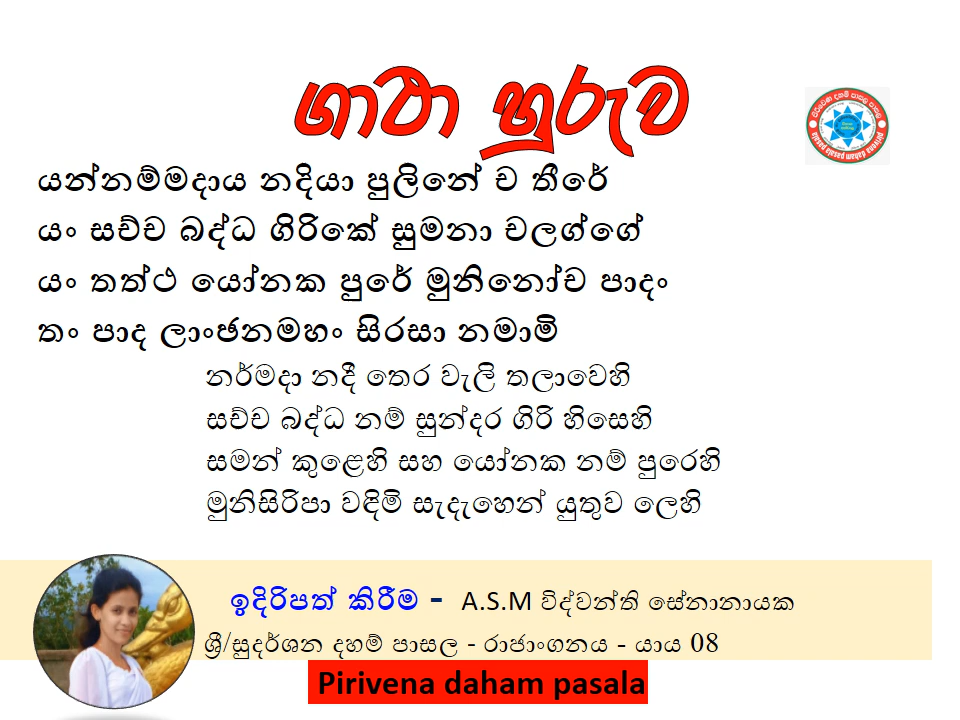 ගාථා හුරුව
යන්නම්මදාය නදියා පුලිනේ ච තීරේ
යං සච්ච බද්ධ ගිරිකේ සුමනා චලග්ගේ
යං තත්ථ යෝනක පුරේ මුනිනෝච පාදං
තං පාද ලාංඡනමහං සිරසා නමාමි
නර්මදා නදී තෙර වැලි තලාවෙහි
සච්ච බද්ධ නම් සුන්දර ගිරි හිසෙහි
සමන් කුළෙහි සහ යෝනක නම් පුරෙහි
මුනිසිරිපා වඳිමි සැදැහෙන් යුතුව ලෙහි
ඉදිරිපත් කිරීම - A.S.M විද්වන්ති සේනානායක
ශ්‍රී/සුදර්ශන දහම් පාසල - රාජාංගනය - යාය 08
Pirivena daham pasala